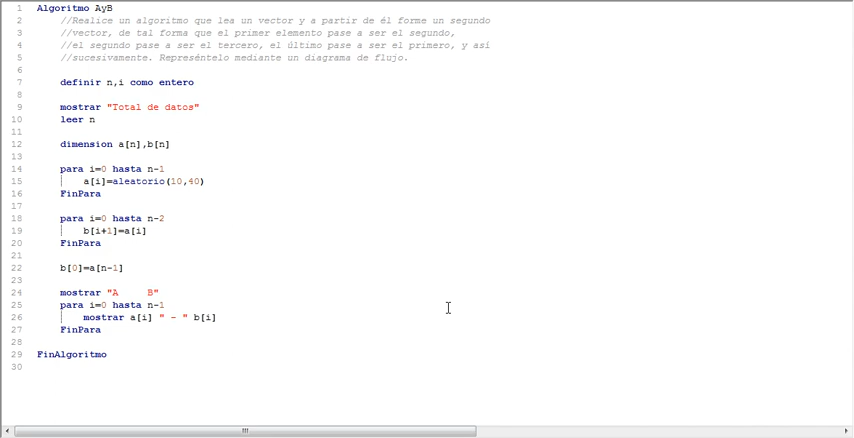 1 Algoritmo AyB
2 //Realice un algoritmo que lea un vector y a partir de él forme un segundo
3 //vector, de tal forma que el primer elemento pase a ser el segundo,
4 //el segundo pase a ser el tercero, el último pase a ser el primero, y así
5 //sucesivamente. Represéntelo mediante un diagrama de flujo.
6
7 definir n,i como entero
8
9 mostrar "Total de datos"
10 leer n
11
12 dimension a[n],b[n]
13
14 para i=0 hasta n-1
15 a[i]=aleatorio(10,40)
16 FinPara
17
18 para i=0 hasta n-2
19 b[i+1]=a[i]
20 FinPara
21
22 b[0]=a[n-1]
23
24 mostrar "A     B"
25 para i=0 hasta n-1
26 mostrar a[i] " - " b[i]
27 FinPara
28
29 FinAlgoritmo
30